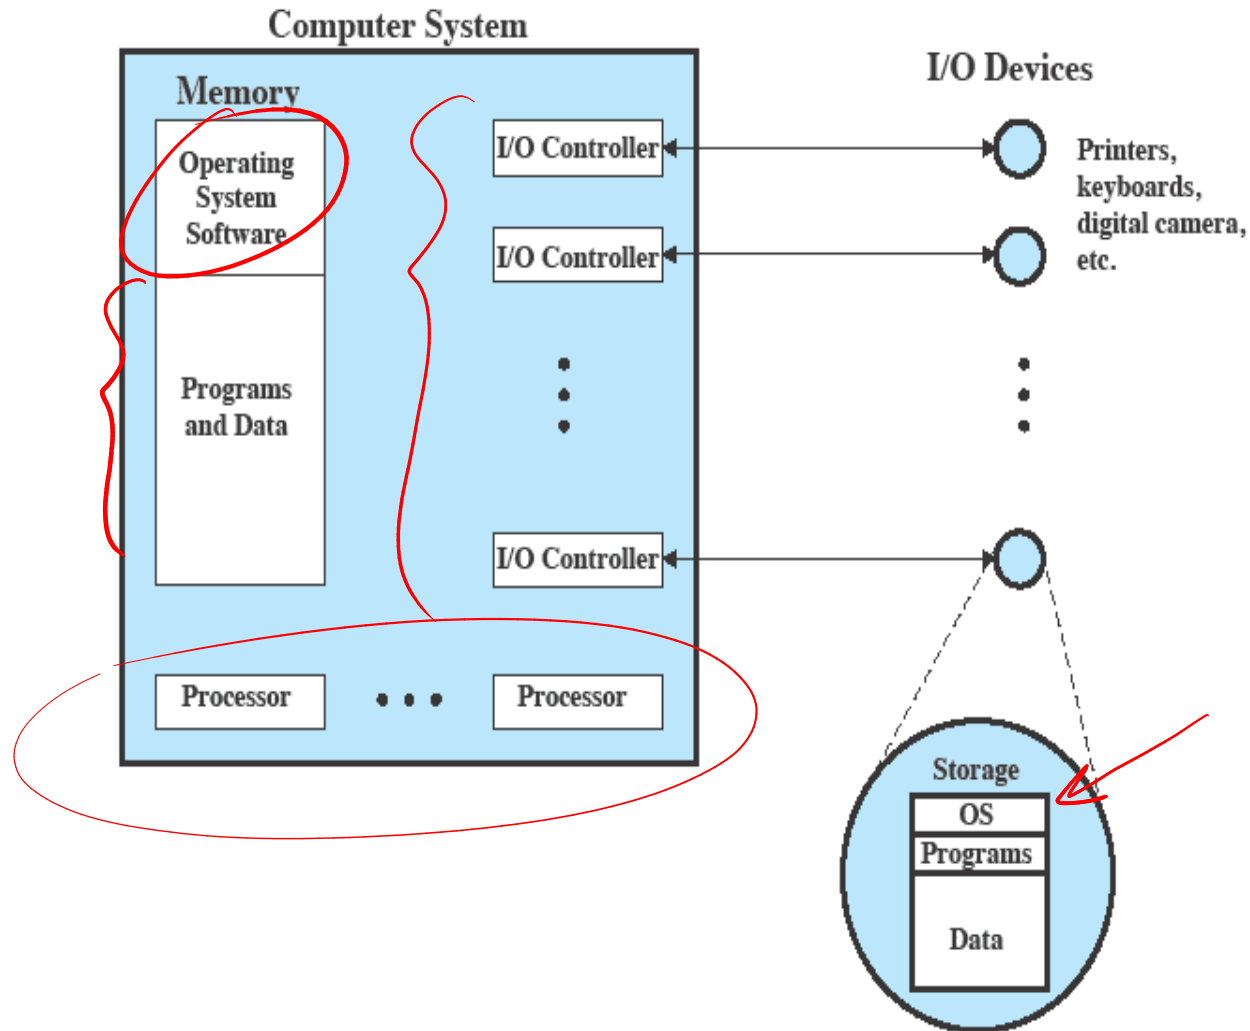 Computer System
I/O Devices
Memory
Operating
System
Software
Programs
and Data
I/O Controller
I/O Controller
I/O Controller
Printers,
keyboards,
digital camera,
etc.
Processor
Processor
Storage
OS
Programs
Data